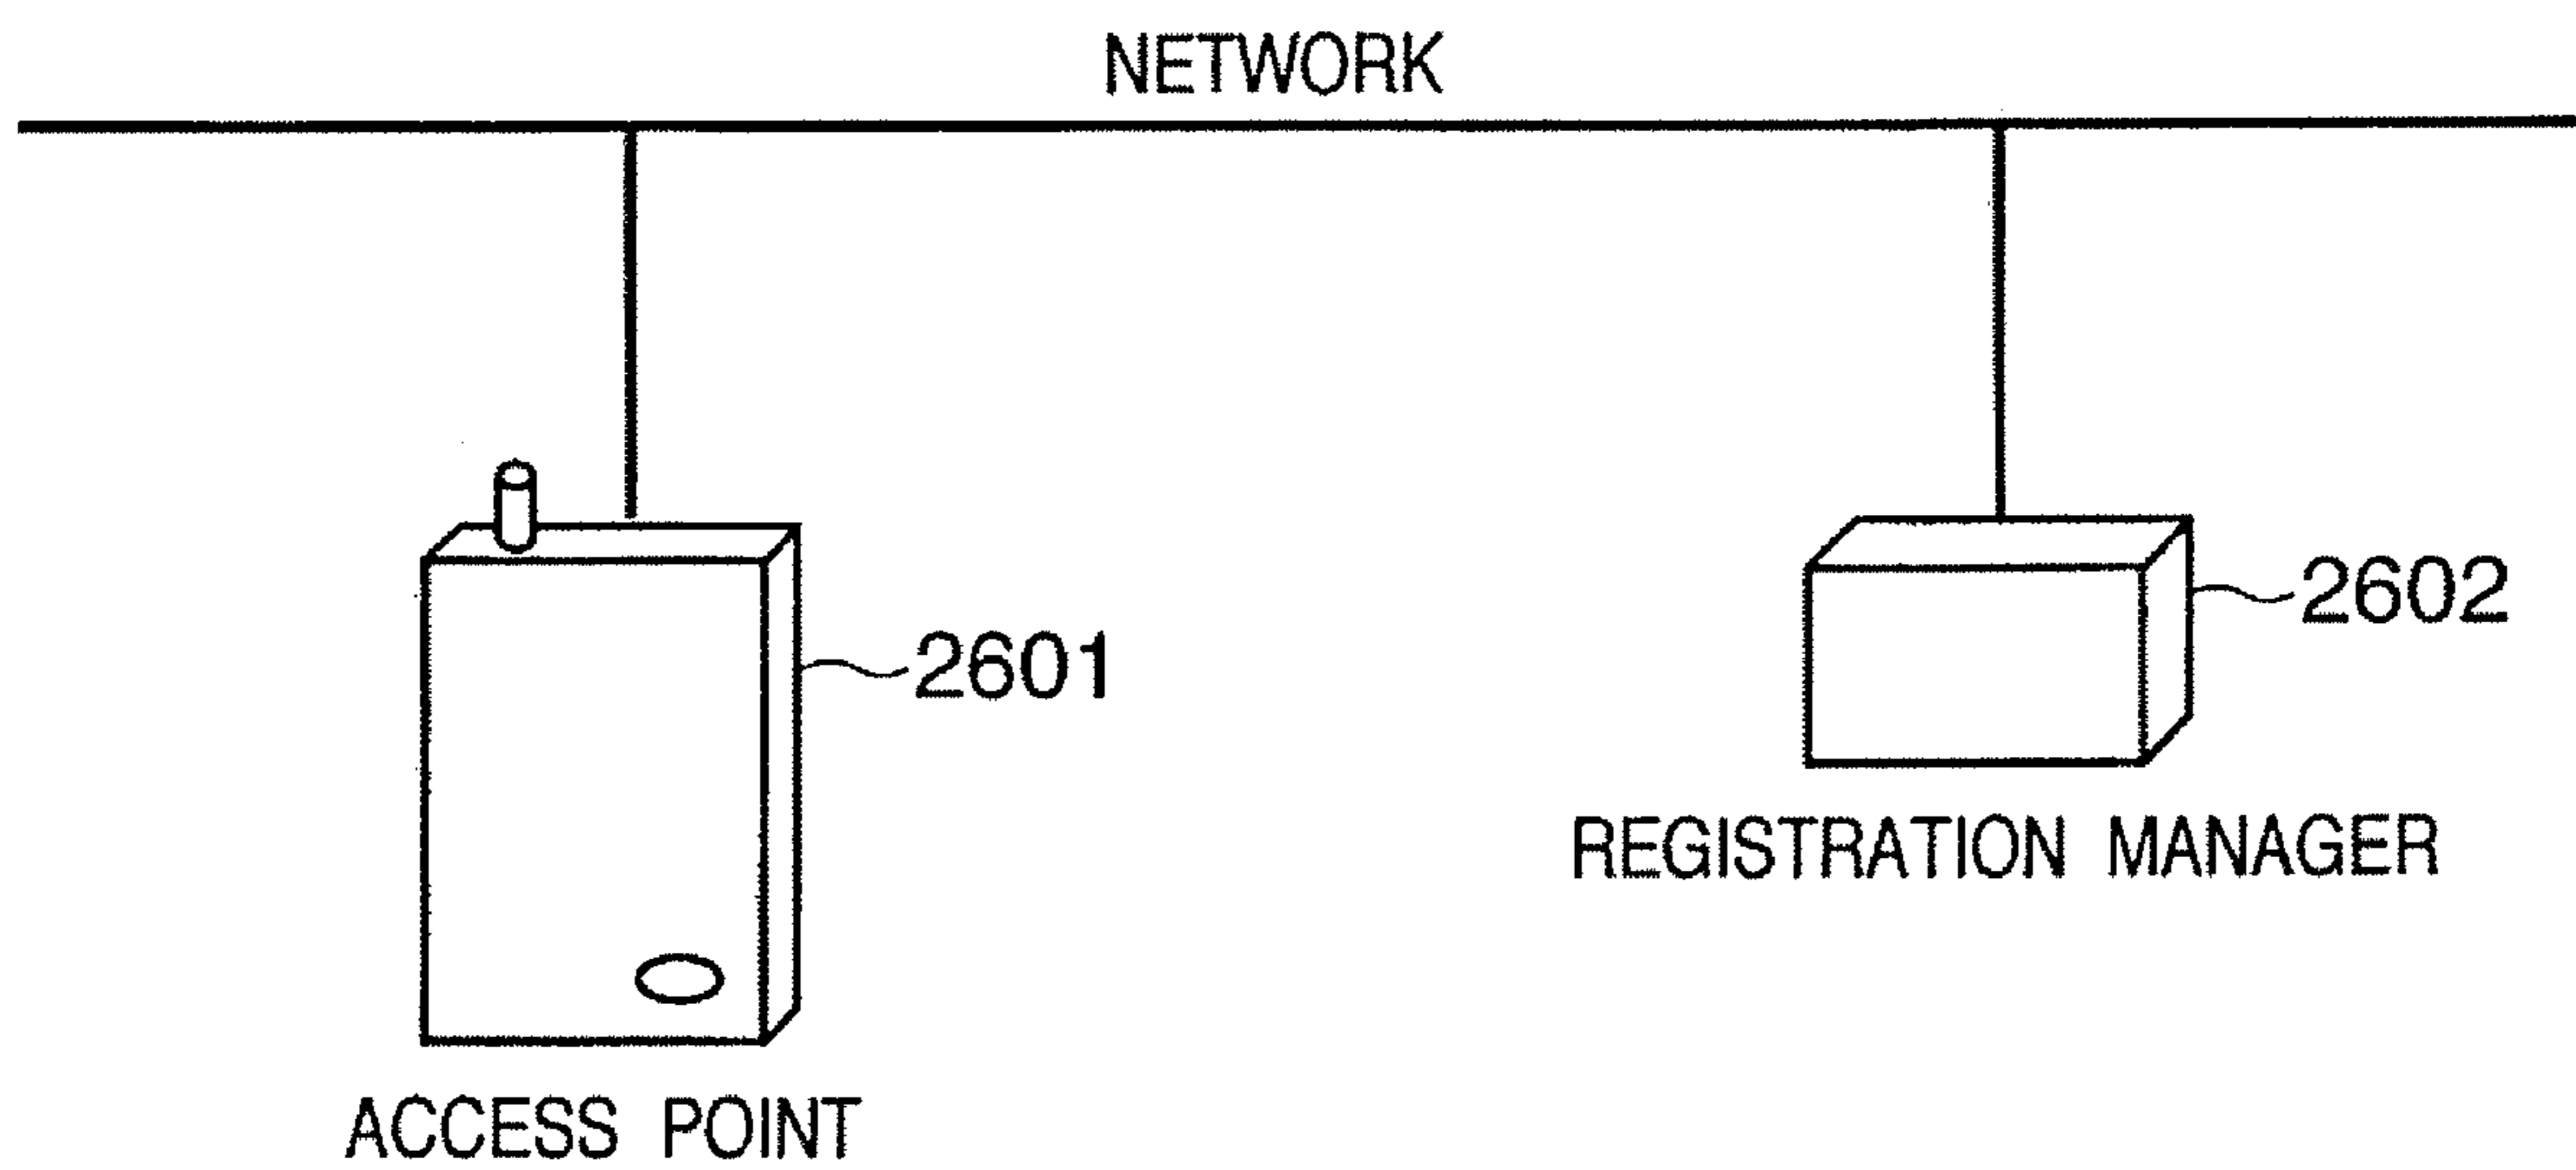 NETWORK
2601
2602
REGISTRATION MANAGER
ACCESS POINT